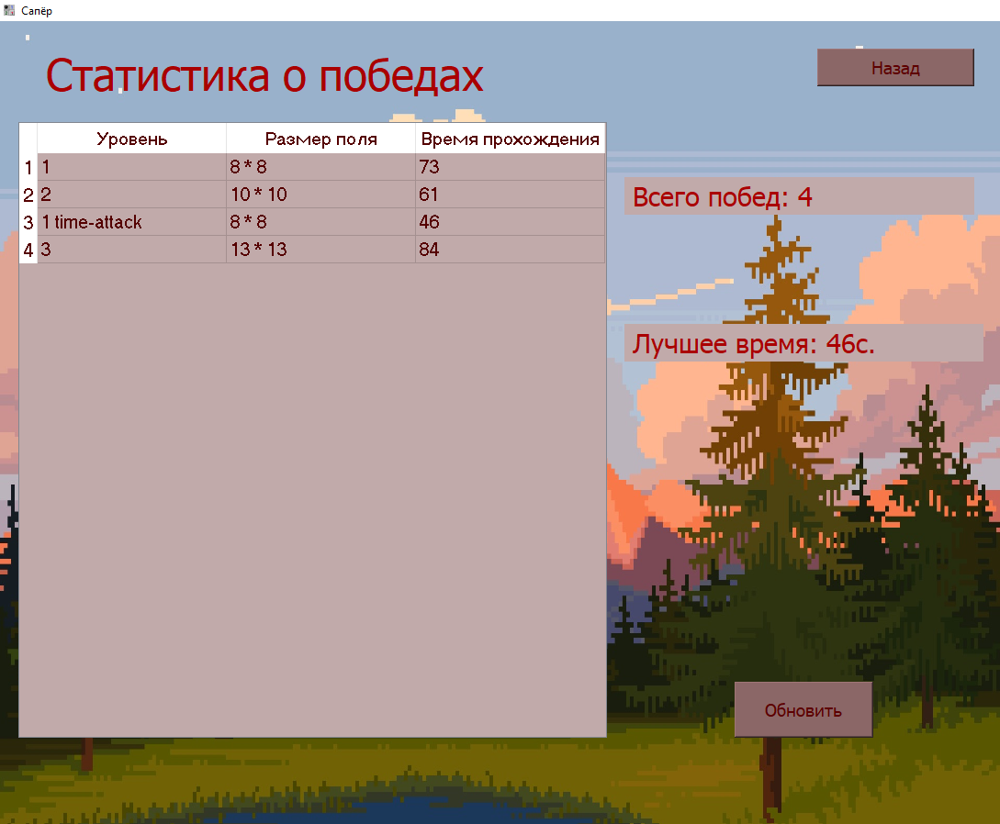 Сапёр
Статистика о победах
Назад
Уровень Размер поля Время прохождения
1 1 8 * 8 73
2 2 10 * 10 61
3 1 time-attack 8 * 8 46
4 3 13 * 13 84
Всего побед: 4
Лучшее время: 46с.
Обновить